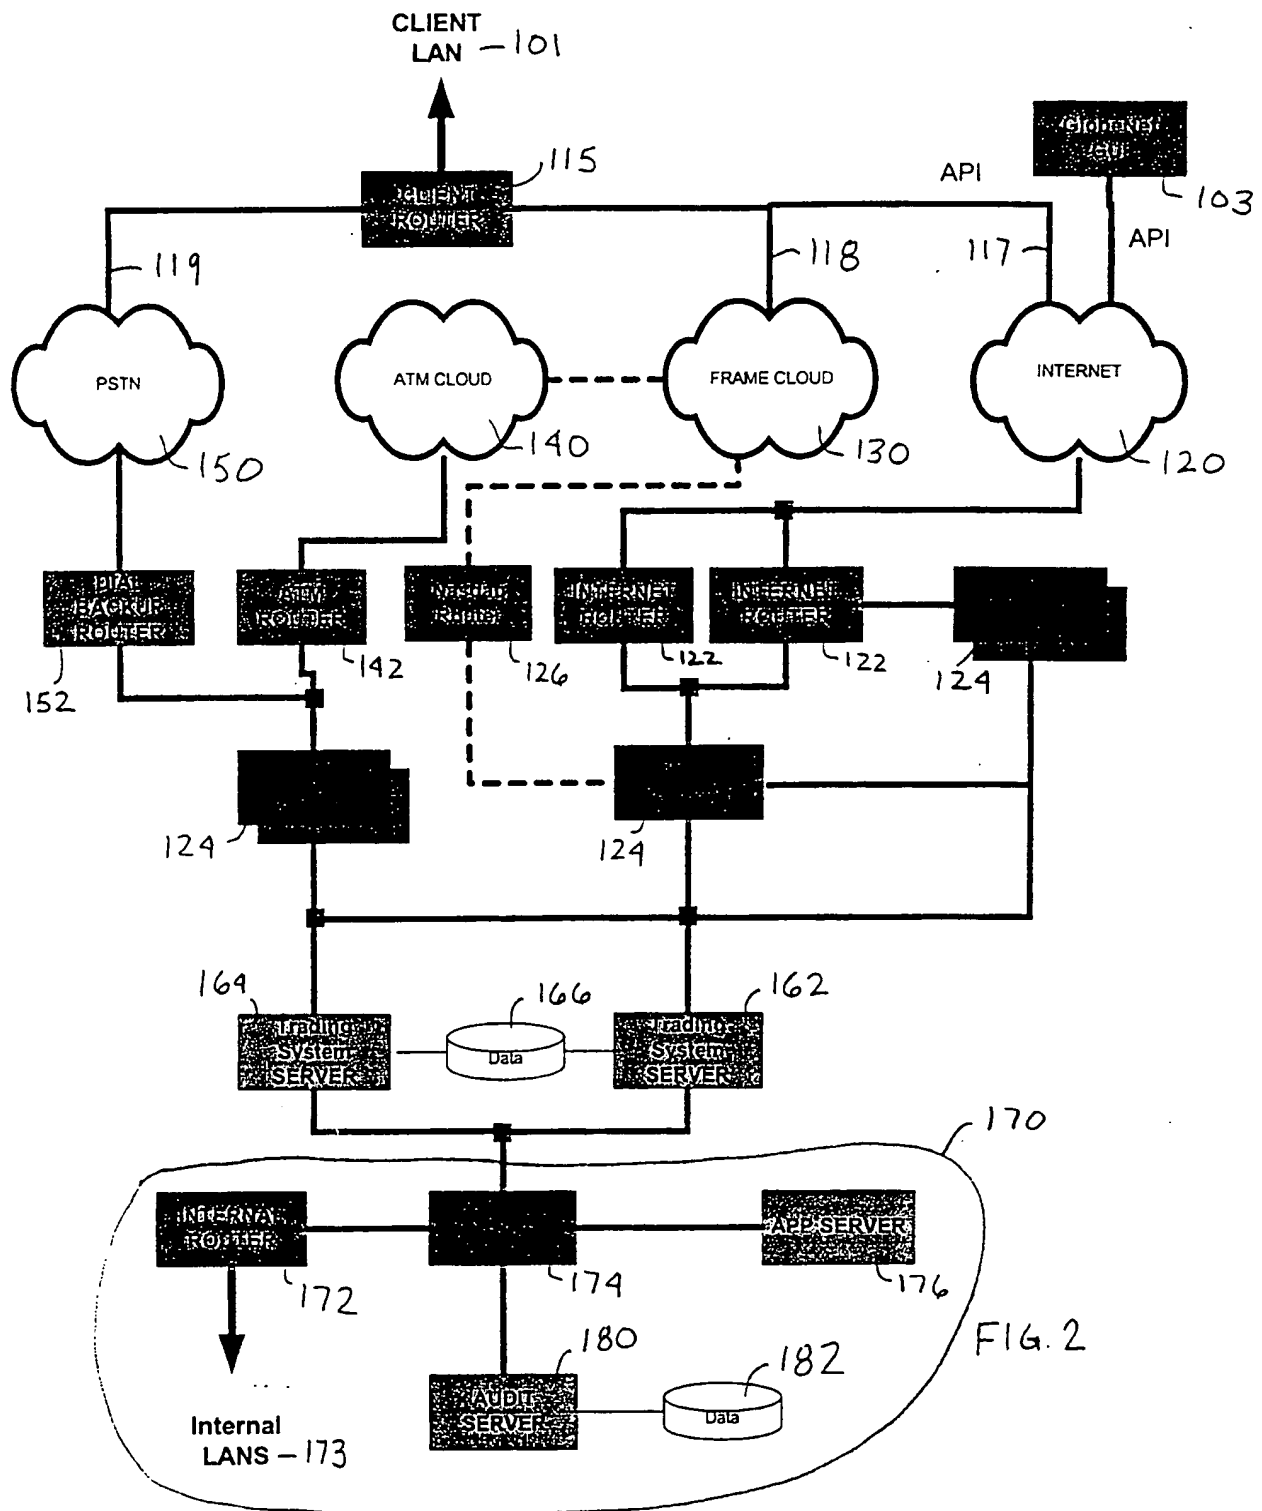 CLIENT
LAN - 101
GlobeNet
GUI
103
API
API
115
CLIENT
ROUTER
119
118
117
PSTN
ATM CLOUD
FRAME CLOUD
INTERNET
150
140
130
120
DIAL
BACKUP
ROUTER
152
ATM
ROUTER
142
Nasdaq
Router
126
INTERNET
ROUTER
122
INTERNET
ROUTER
122
124
124
124
164
Trading
System
SERVER
166
Data
162
Trading
System
SERVER
170
INTERNAL
ROUTER
172
174
APP SERVER
176
FIG. 2
180
AUDIT
SERVER
182
Data
Internal
LANS - 173